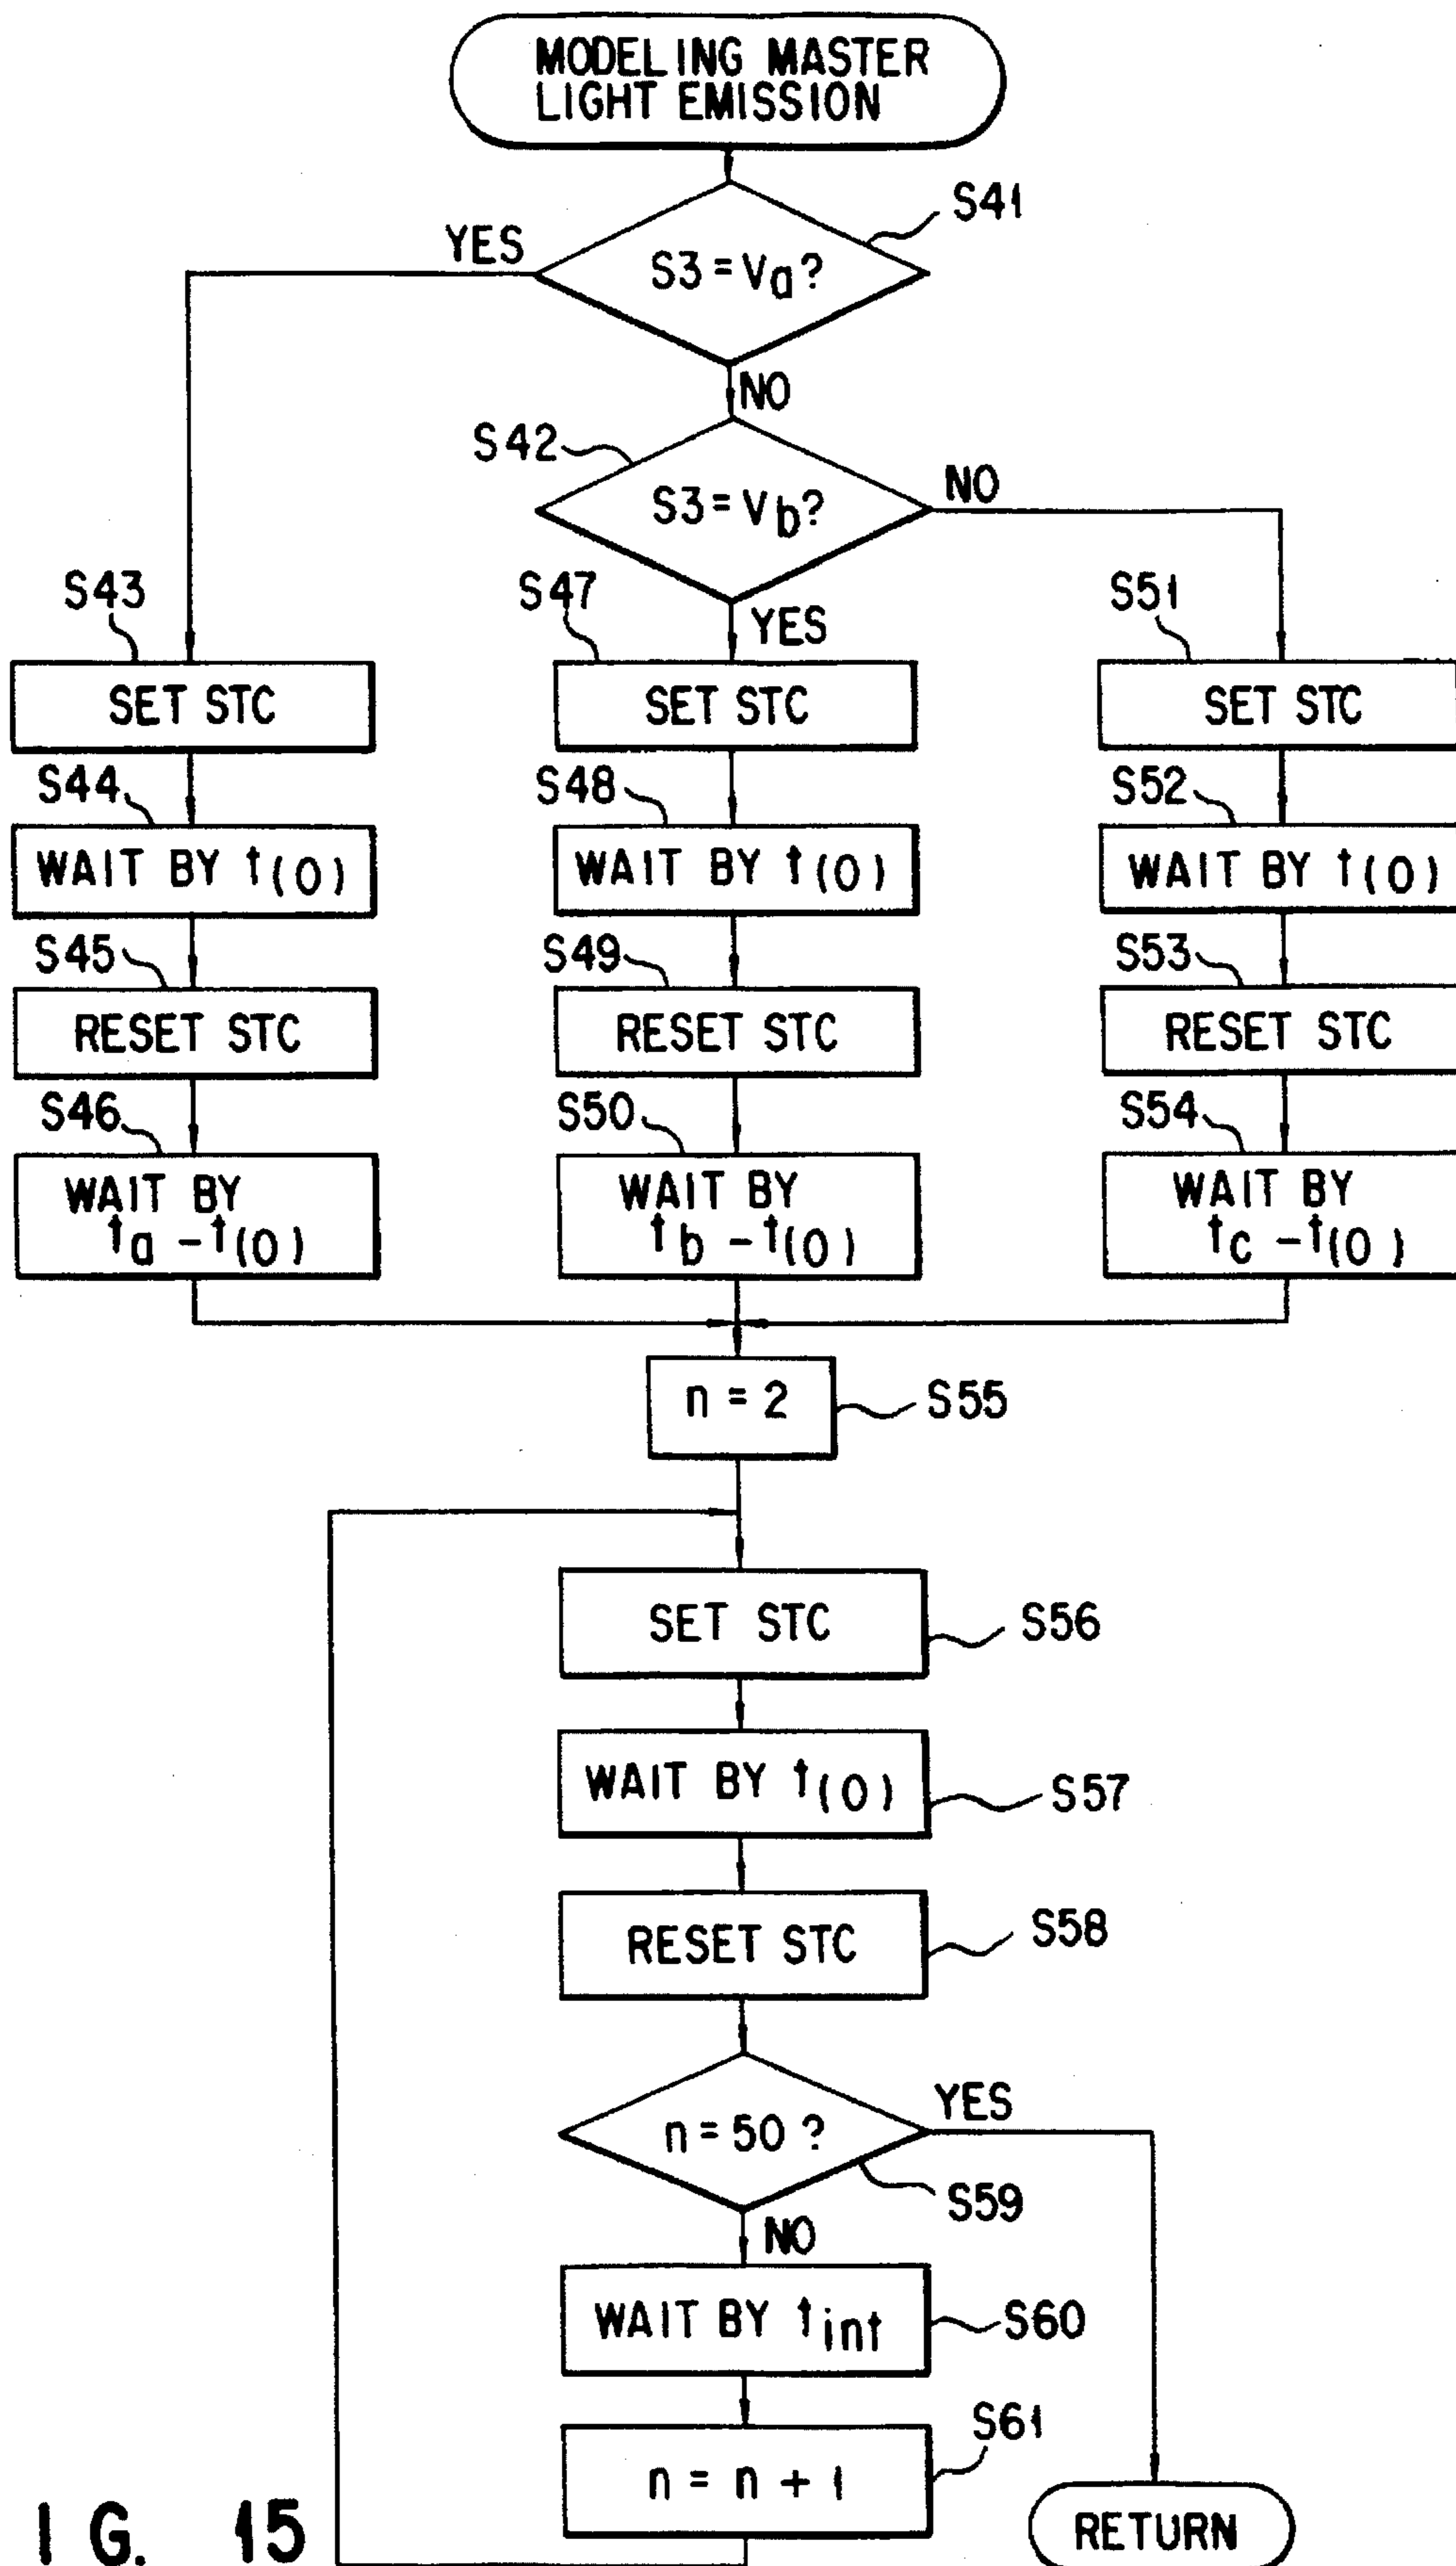 MODELING MASTER
LIGHT EMISSION
S41
YES
S3 = Va?
NO
S42
S3 = Vb?
NO
S43
S47
YES
S51
SET STC
SET STC
SET STC
S44
S48
S52
WAIT BY t(0)
WAIT BY t(0)
WAIT BY t(0)
S45
S49
S53
RESET STC
RESET STC
RESET STC
S46
S50
S54
WAIT BY
ta - t(0)
WAIT BY
tb - t(0)
WAIT BY
tc - t(0)
n = 2
S55
SET STC
S56
WAIT BY t(0)
S57
RESET STC
S58
n = 50 ?
YES
S59
NO
WAIT BY tint
S60
S61
n = n + 1
RETURN
I G. 15